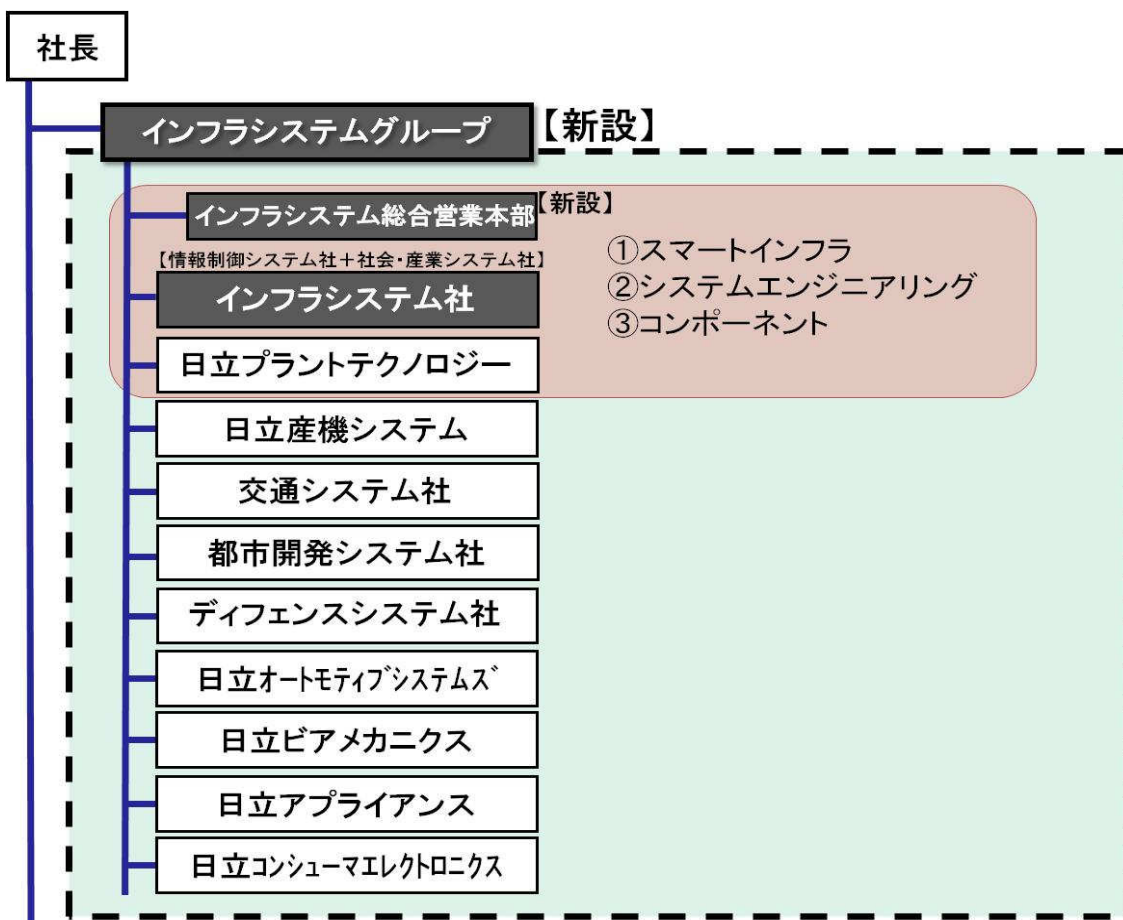 社長
インフラシステムグループ 【新設】
インフラシステム総合営業本部 【新設】
【情報制御システム社＋社会・産業システム社】
インフラシステム社
①スマートインフラ
②システムエンジニアリング
③コンポーネント
日立プラントテクノロジー
日立産機システム
交通システム社
都市開発システム社
ディフェンスシステム社
日立ｵｰﾄﾓﾃｨﾌﾞｼｽﾃﾑｽﾞ
日立ビアメカニクス
日立アプライアンス
日立ｺﾝｼｭｰﾏｴﾚｸﾄﾛﾆｸｽ